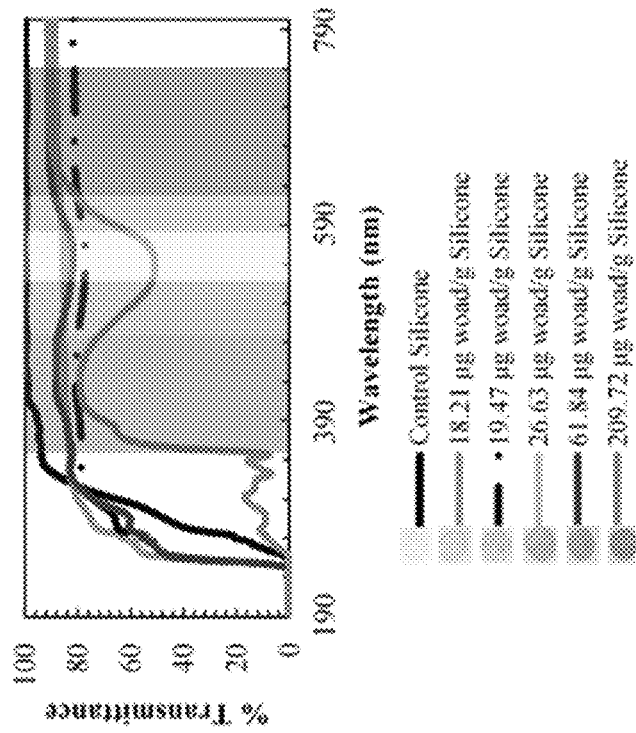 % Transmittance
100
80
60
40
20
0
190
390
590
790
Wavelength (nm)
Control Silicone
18.21 µg woad/g Silicone
19.47 µg woad/g Silicone
26.63 µg woad/g Silicone
61.84 µg woad/g Silicone
209.72 µg woad/g Silicone